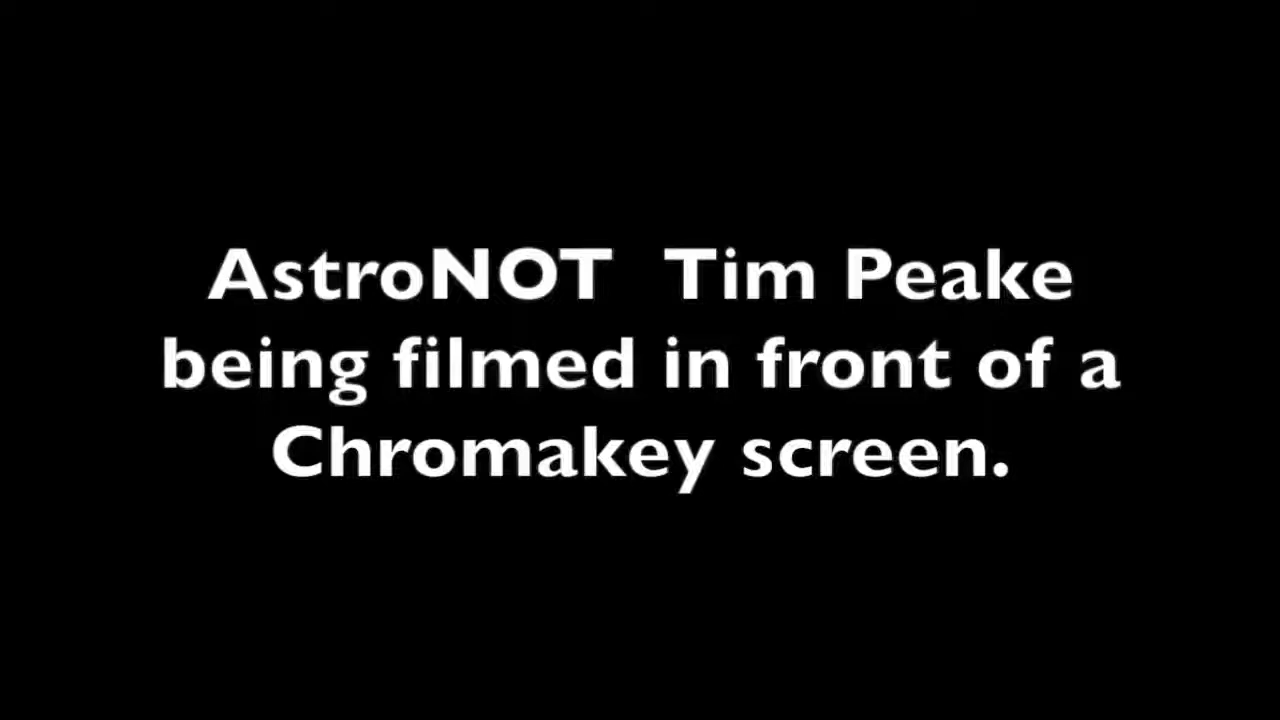 AstroNOT  Tim Peake
being filmed in front of a
Chromakey screen.